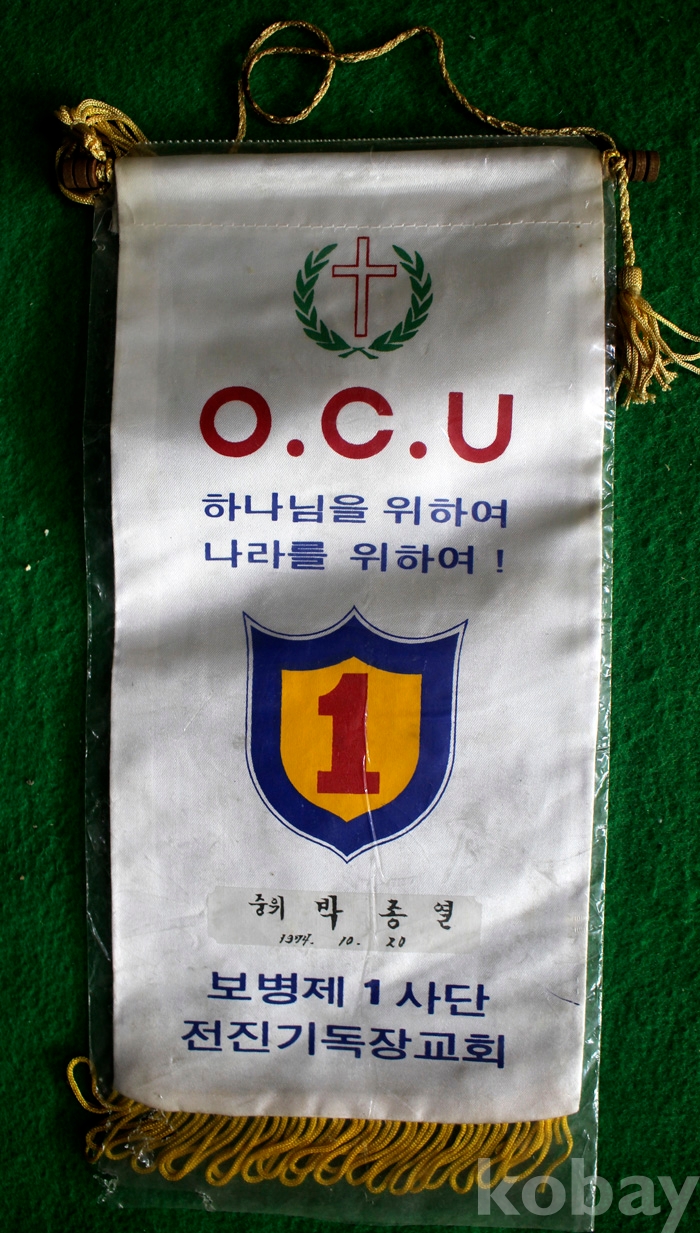 O.C.U
하나님을 위하여
나라를 위하여 !
1
중위 박 종 열
1974. 10. 20
보병제 1 사단
전진기독장교회
kobay